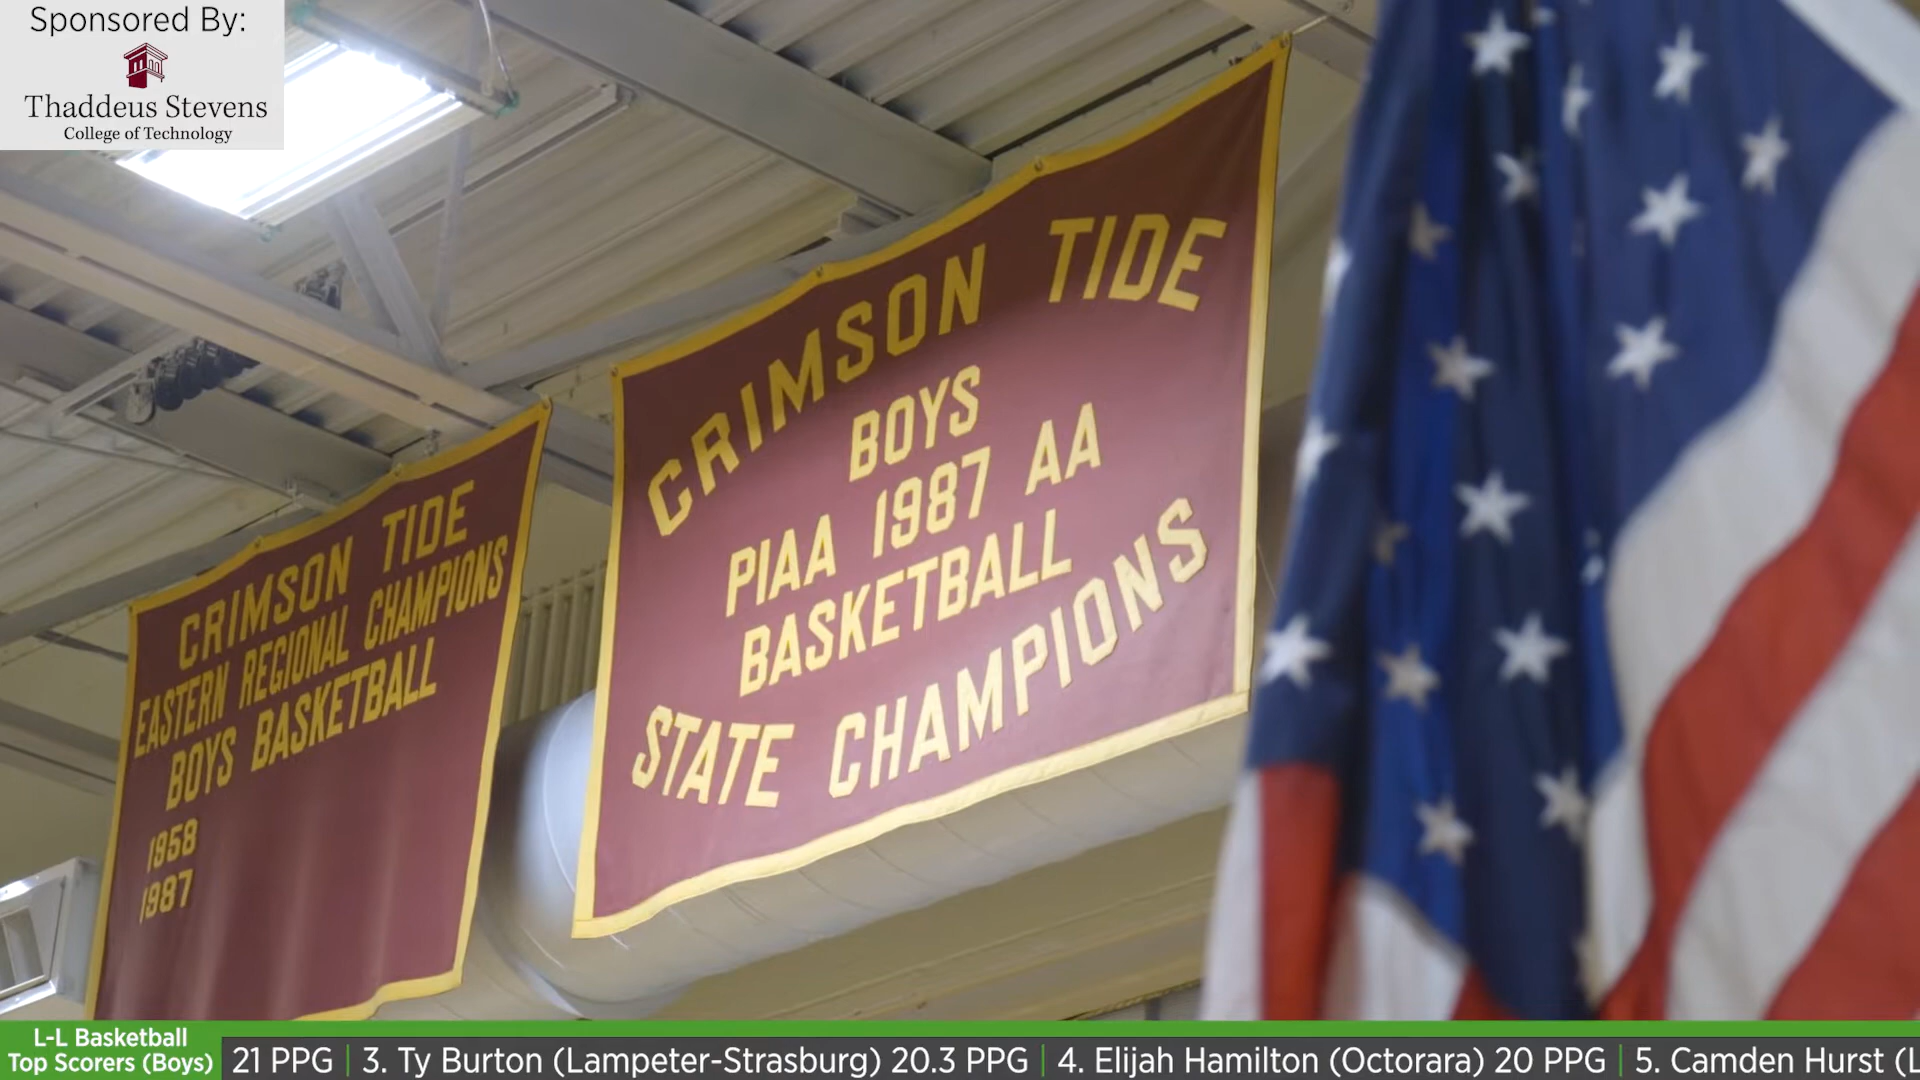 Sponsored By:
Thaddeus Stevens
College of Technology
CRIMSON TIDE
EASTERN REGIONAL CHAMPIONS
BOYS BASKETBALL
1958
1987
CRIMSON TIDE
BOYS
PIAA 1987 AA
BASKETBALL
STATE CHAMPIONS
L-L Basketball
Top Scorers (Boys)
21 PPG | 3. Ty Burton (Lampeter-Strasburg) 20.3 PPG | 4. Elijah Hamilton (Octorara) 20 PPG | 5. Camden Hurst (L